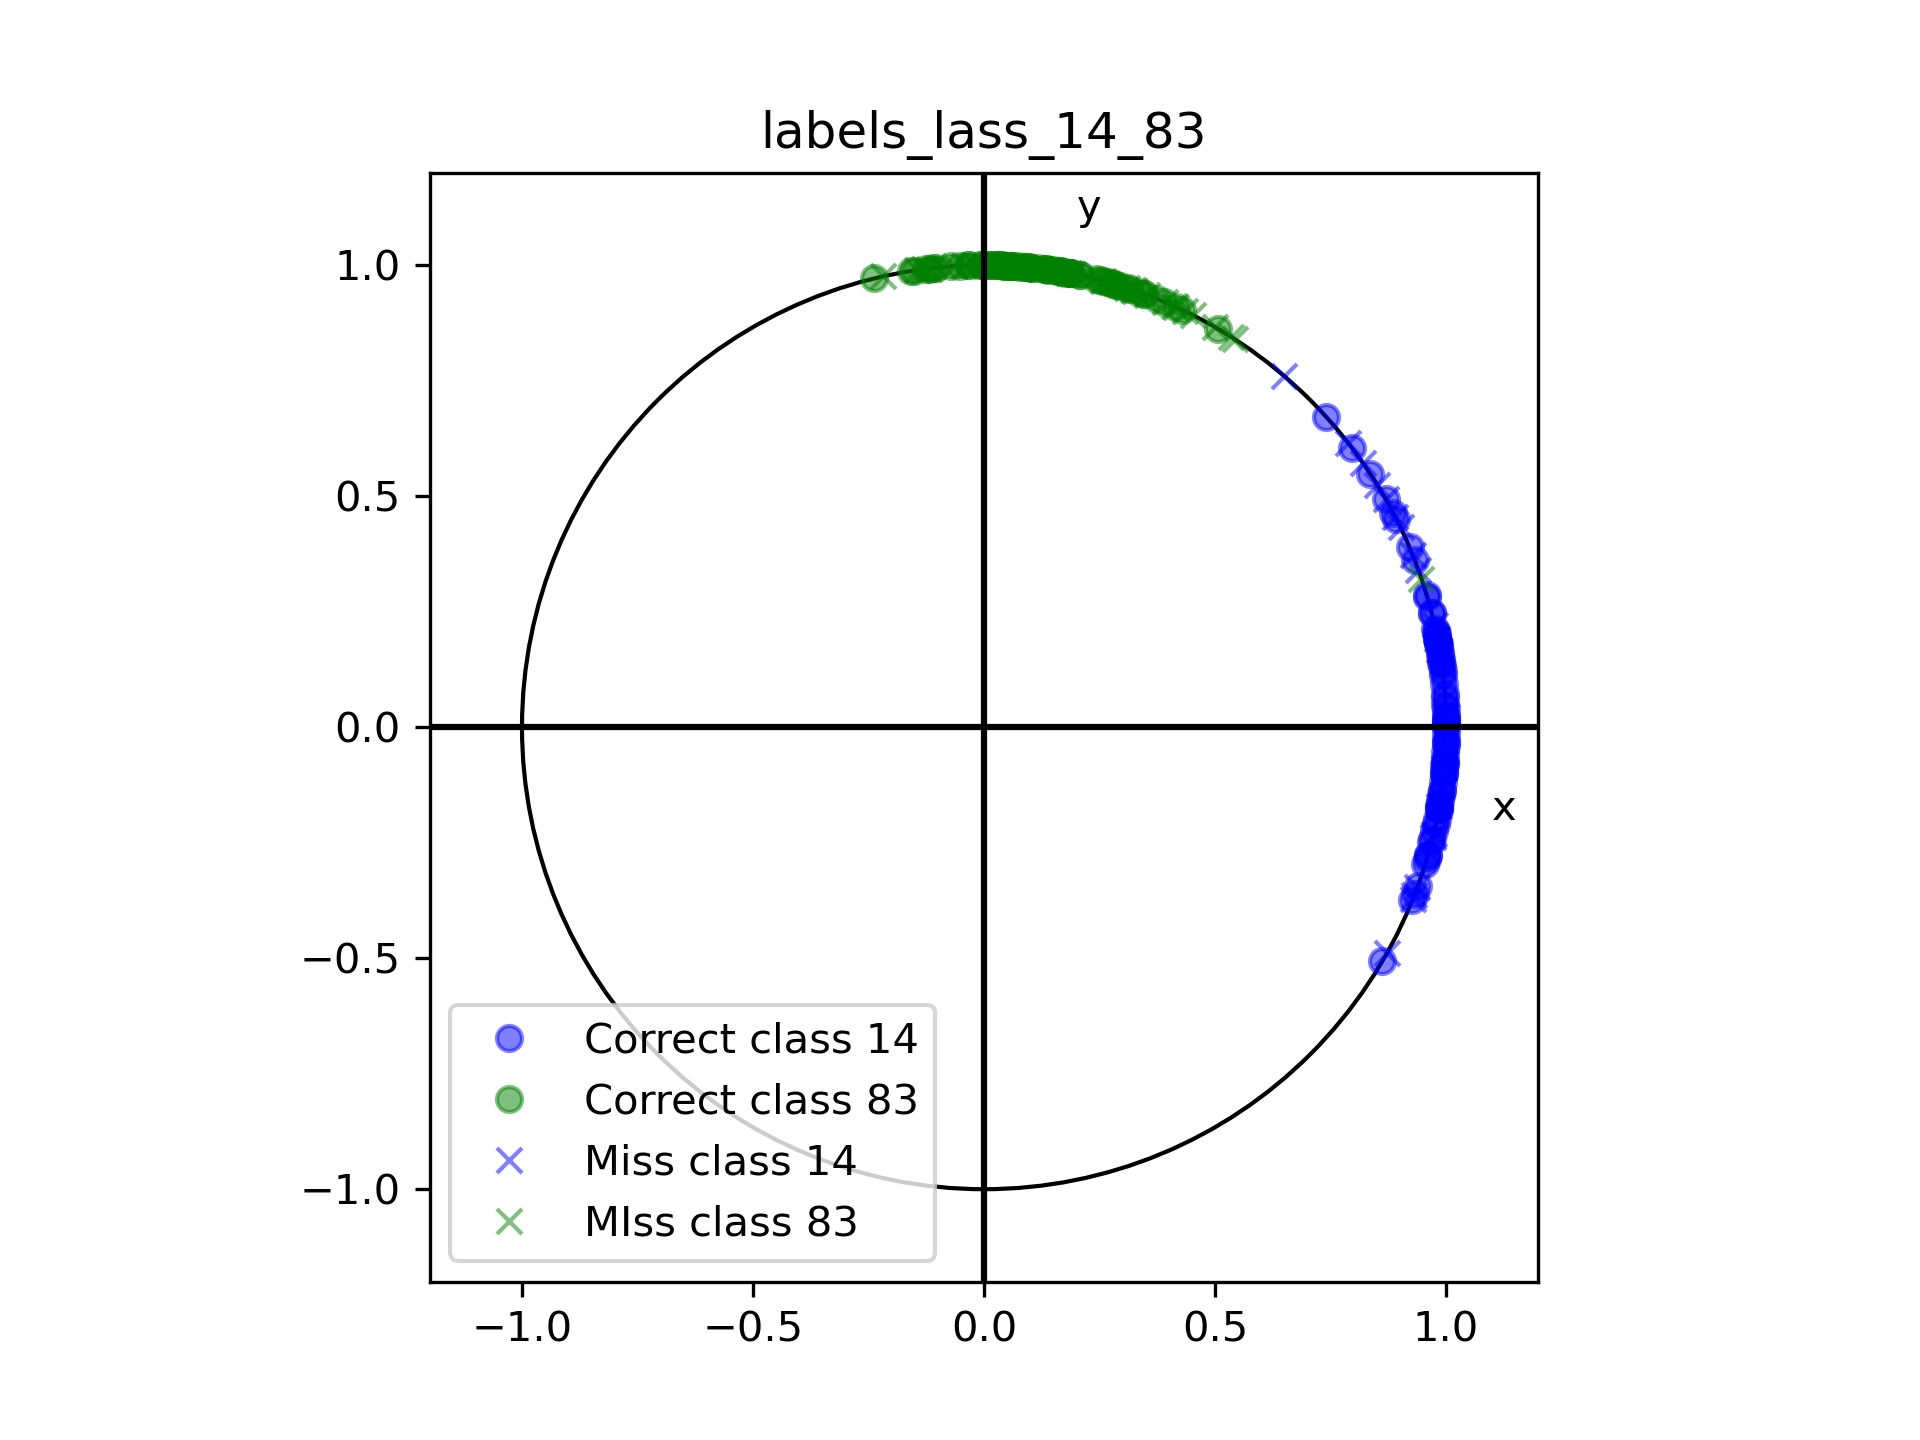 labels_lass_14_83
y
1.0
0.5
0.0
−0.5
−1.0
x
Correct class 14
Correct class 83
Miss class 14
MIss class 83
−1.0 −0.5 0.0 0.5 1.0